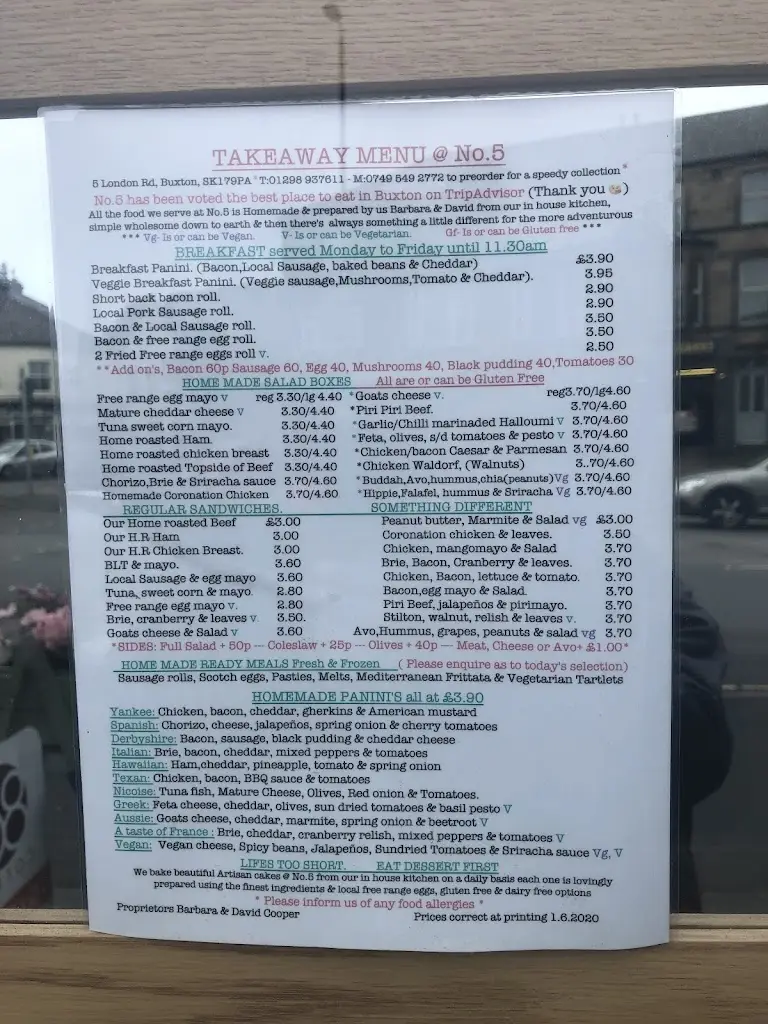 TAKEAWAY MENU @ No.5
5 London Rd, Buxton, SK179PA * T:01298 937611 - M:0749 549 2772 to preorder for a speedy collection *
No.5 has been voted the best place to eat in Buxton on TripAdvisor (Thank you 😘)
All the food we serve at No.5 is Homemade & prepared by us Barbara & David from our in house kitchen,
simple wholesome down to earth & then there's always something a little different for the more adventurous
*** Vg- Is or can be Vegan. V- Is or can be Vegetarian. Gf- Is or can be Gluten free ***
BREAKFAST served Monday to Friday until 11.30am
Breakfast Panini. (Bacon,Local Sausage, baked beans & Cheddar) £3.90
Veggie Breakfast Panini. (Veggie sausage,Mushrooms,Tomato & Cheddar). 3.95
Short back bacon roll. 2.90
Local Pork Sausage roll. 2.90
Bacon & Local Sausage roll. 3.50
Bacon & free range egg roll. 3.50
2 Fried Free range eggs roll v. 2.50
**Add on's, Bacon 60p Sausage 60, Egg 40, Mushrooms 40, Black pudding 40,Tomatoes 30
HOME MADE SALAD BOXES All are or can be Gluten Free
Free range egg mayo v reg 3.30/lg 4.40 *Goats cheese v. reg3.70/lg4.60
Mature cheddar cheese v 3.30/4.40 *Piri Piri Beef. 3.70/4.60
Tuna sweet corn mayo. 3.30/4.40 *Garlic/Chilli marinaded Halloumi v 3.70/4.60
Home roasted Ham. 3.30/4.40 *Feta, olives, s/d tomatoes & pesto v 3.70/4.60
Home roasted chicken breast 3.30/4.40 *Chicken/bacon Caesar & Parmesan 3.70/4.60
Home roasted Topside of Beef 3.30/4.40 *Chicken Waldorf, (Walnuts) 3..70/4.60
Chorizo,Brie & Sriracha sauce 3.70/4.60 *Buddah,Avo,hummus,chia(peanuts)Vg 3.70/4.60
Homemade Coronation Chicken 3.70/4.60 *Hippie,Falafel, hummus & Sriracha Vg 3.70/4.60
REGULAR SANDWICHES. SOMETHING DIFFERENT
Our Home roasted Beef £3.00 Peanut butter, Marmite & Salad vg £3.00
Our H.R Ham 3.00 Coronation chicken & leaves. 3.50
Our H.R Chicken Breast. 3.00 Chicken, mangomayo & Salad 3.70
BLT & mayo. 3.60 Brie, Bacon, Cranberry & leaves. 3.70
Local Sausage & egg mayo 3.60 Chicken, Bacon, lettuce & tomato. 3.70
Tuna, sweet corn & mayo. 2.80 Bacon,egg mayo & Salad. 3.70
Free range egg mayo v. 2.80 Piri Beef, jalapeños & pirimayo. 3.70
Brie, cranberry & leaves v. 3.50. Stilton, walnut, relish & leaves v. 3.70
Goats cheese & Salad v 3.60 Avo,Hummus, grapes, peanuts & salad vg 3.70
*SIDES: Full Salad + 50p --- Coleslaw + 25p --- Olives + 40p --- Meat, Cheese or Avo+ £1.00*
HOME MADE READY MEALS Fresh & Frozen ( Please enquire as to today's selection)
Sausage rolls, Scotch eggs, Pasties, Melts, Mediterranean Frittata & Vegetarian Tartlets
HOMEMADE PANINI'S all at £3.90
Yankee: Chicken, bacon, cheddar, gherkins & American mustard
Spanish: Chorizo, cheese, jalapeños, spring onion & cherry tomatoes
Derbyshire: Bacon, sausage, black pudding & cheddar cheese
Italian: Brie, bacon, cheddar, mixed peppers & tomatoes
Hawaiian: Ham,cheddar, pineapple, tomato & spring onion
Texan: Chicken, bacon, BBQ sauce & tomatoes
Nicoise: Tuna fish, Mature Cheese, Olives, Red onion & Tomatoes.
Greek: Feta cheese, cheddar, olives, sun dried tomatoes & basil pesto V
Aussie: Goats cheese, cheddar, marmite, spring onion & beetroot V
A taste of France : Brie, cheddar, cranberry relish, mixed peppers & tomatoes V
Vegan: Vegan cheese, Spicy beans, Jalapeños, Sundried Tomatoes & Sriracha sauce Vg, V
LIFES TOO SHORT. EAT DESSERT FIRST
We bake beautiful Artisan cakes @ No.5 from our in house kitchen on a daily basis each one is lovingly
prepared using the finest ingredients & local free range eggs, gluten free & dairy free options
* Please inform us of any food allergies *
Proprietors Barbara & David Cooper Prices correct at printing 1.6.2020